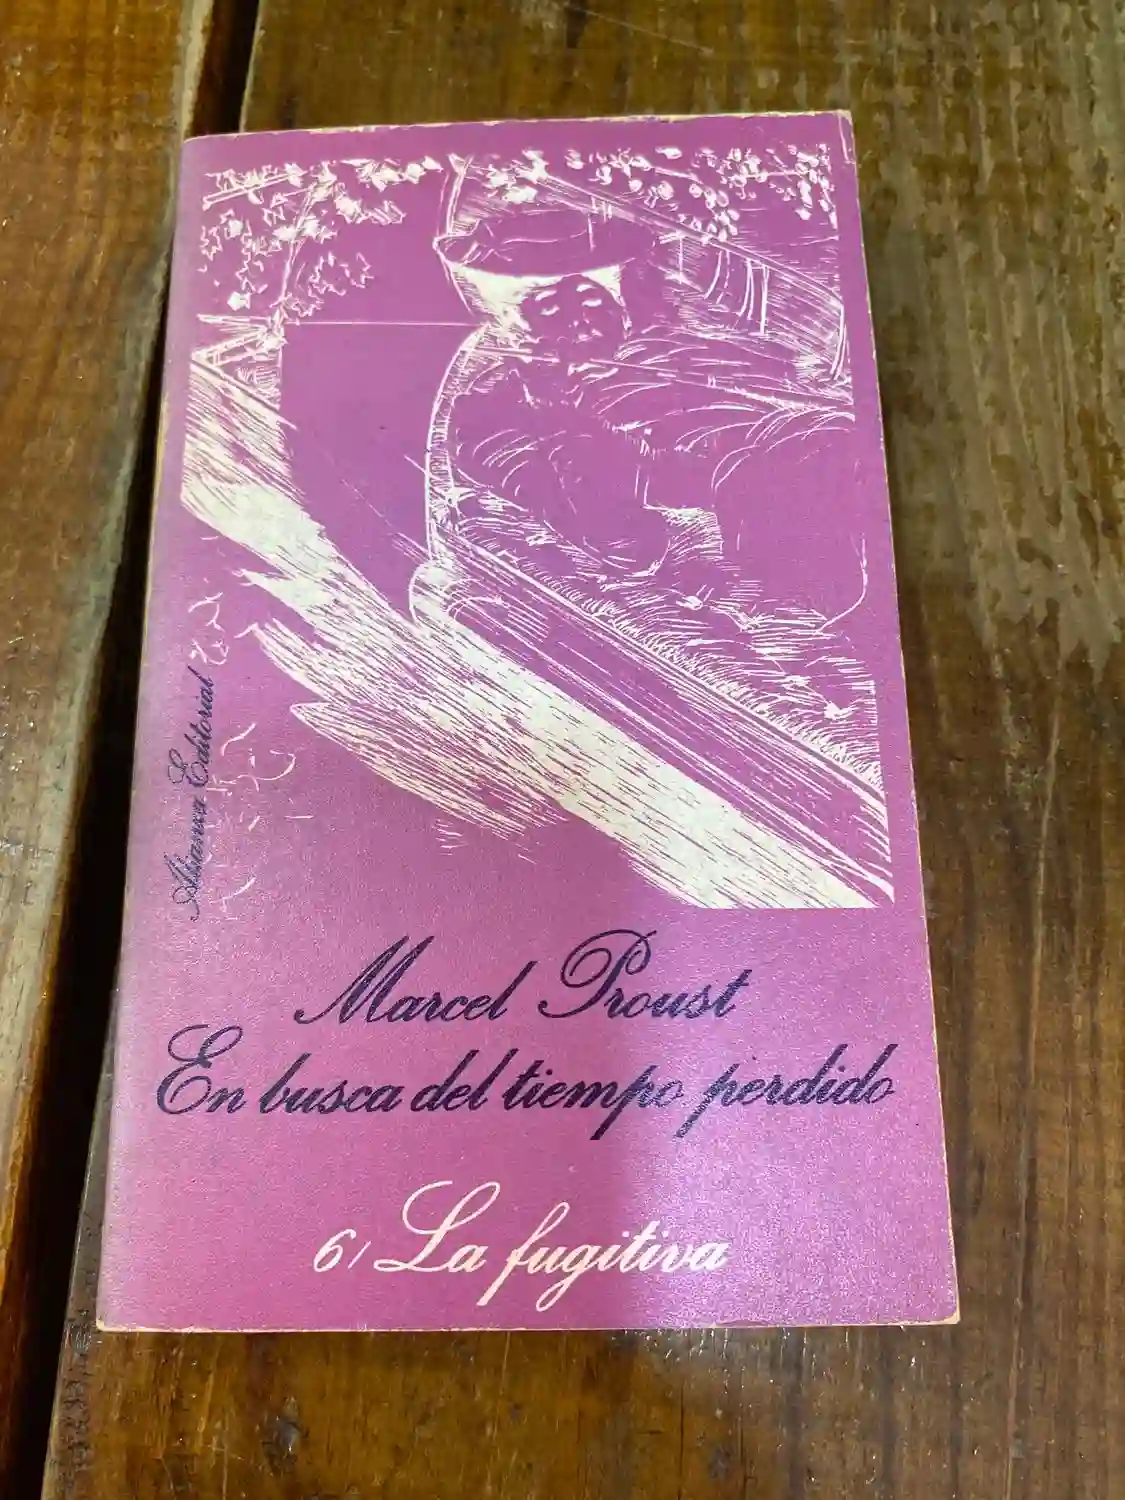 Alianza Editorial
Marcel Proust
En busca del tiempo perdido
6/ La fugitiva